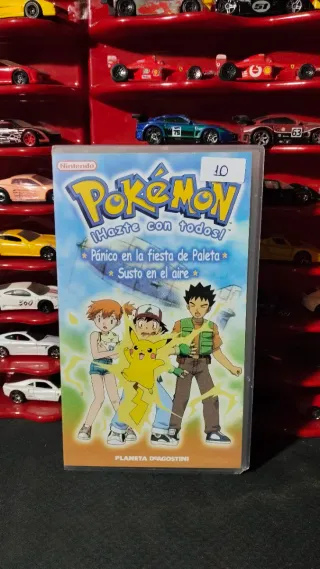 Nintendo
10
POKéMON
¡Hazte con todos!
Pánico en la fiesta de Paleta
Susto en el aire
PLANETA DEAGOSTINI